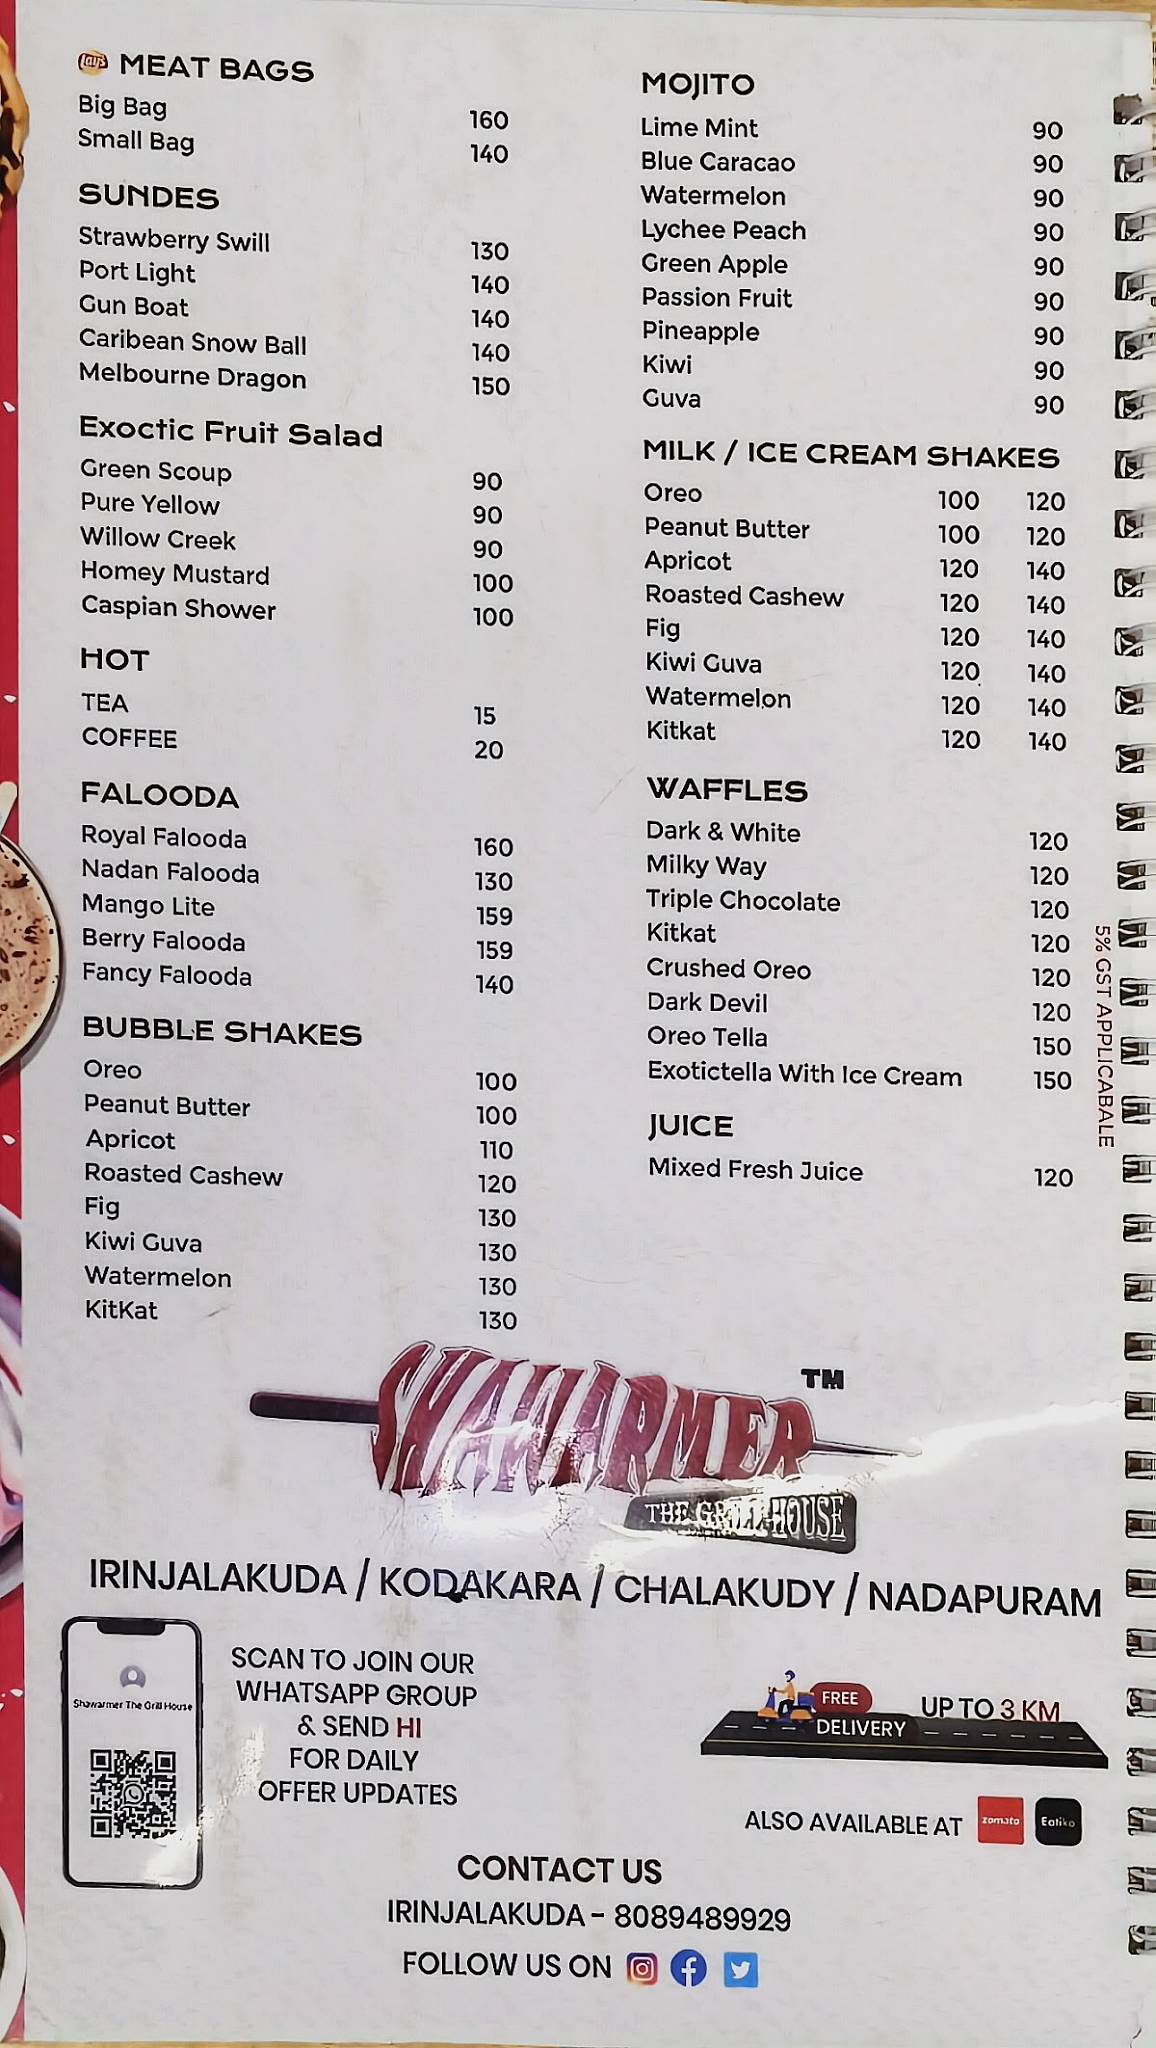 Lay's MEAT BAGS
Big Bag 160
Small Bag 140
SUNDES
Strawberry Swill 130
Port Light 140
Gun Boat 140
Caribean Snow Ball 140
Melbourne Dragon 150
Exoctic Fruit Salad
Green Scoup 90
Pure Yellow 90
Willow Creek 90
Homey Mustard 100
Caspian Shower 100
HOT
TEA 15
COFFEE 20
FALOODA
Royal Falooda 160
Nadan Falooda 130
Mango Lite 159
Berry Falooda 159
Fancy Falooda 140
BUBBLE SHAKES
Oreo 100
Peanut Butter 100
Apricot 110
Roasted Cashew 120
Fig 130
Kiwi Guva 130
Watermelon 130
KitKat 130
MOJITO
Lime Mint 90
Blue Caracao 90
Watermelon 90
Lychee Peach 90
Green Apple 90
Passion Fruit 90
Pineapple 90
Kiwi 90
Guva 90
MILK / ICE CREAM SHAKES
Oreo 100 120
Peanut Butter 100 120
Apricot 120 140
Roasted Cashew 120 140
Fig 120 140
Kiwi Guva 120 140
Watermelon 120 140
Kitkat 120 140
WAFFLES
Dark & White 120
Milky Way 120
Triple Chocolate 120
Kitkat 120
Crushed Oreo 120
Dark Devil 120
Oreo Tella 150
Exotictella With Ice Cream 150
JUICE
Mixed Fresh Juice 120
5% GST APPLICABALE
SHAWARMER TM
THE GRILL HOUSE
IRINJALAKUDA / KODAKARA / CHALAKUDY / NADAPURAM
Shawarmer The Grill House
SCAN TO JOIN OUR
WHATSAPP GROUP
& SEND HI
FOR DAILY
OFFER UPDATES
FREE
DELIVERY
UP TO 3 KM
ALSO AVAILABLE AT zomato Eatiko
CONTACT US
IRINJALAKUDA - 8089489929
FOLLOW US ON